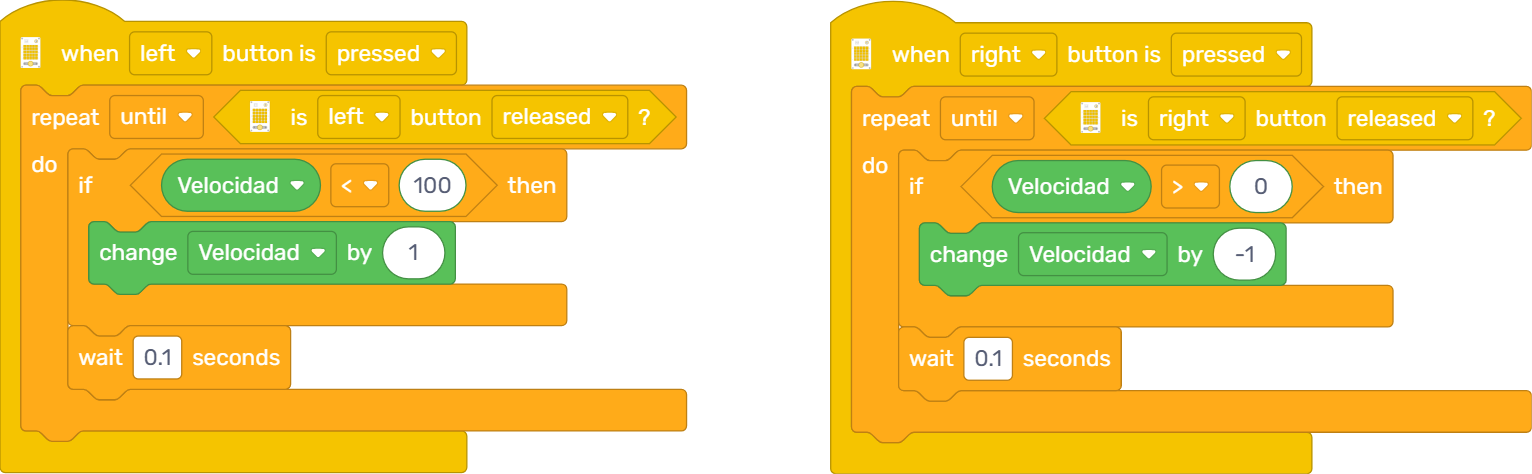 when left button is pressed
repeat until is left button released ?
do
if Velocidad < 100 then
change Velocidad by 1
wait 0.1 seconds
when right button is pressed
repeat until is right button released ?
do
if Velocidad > 0 then
change Velocidad by -1
wait 0.1 seconds